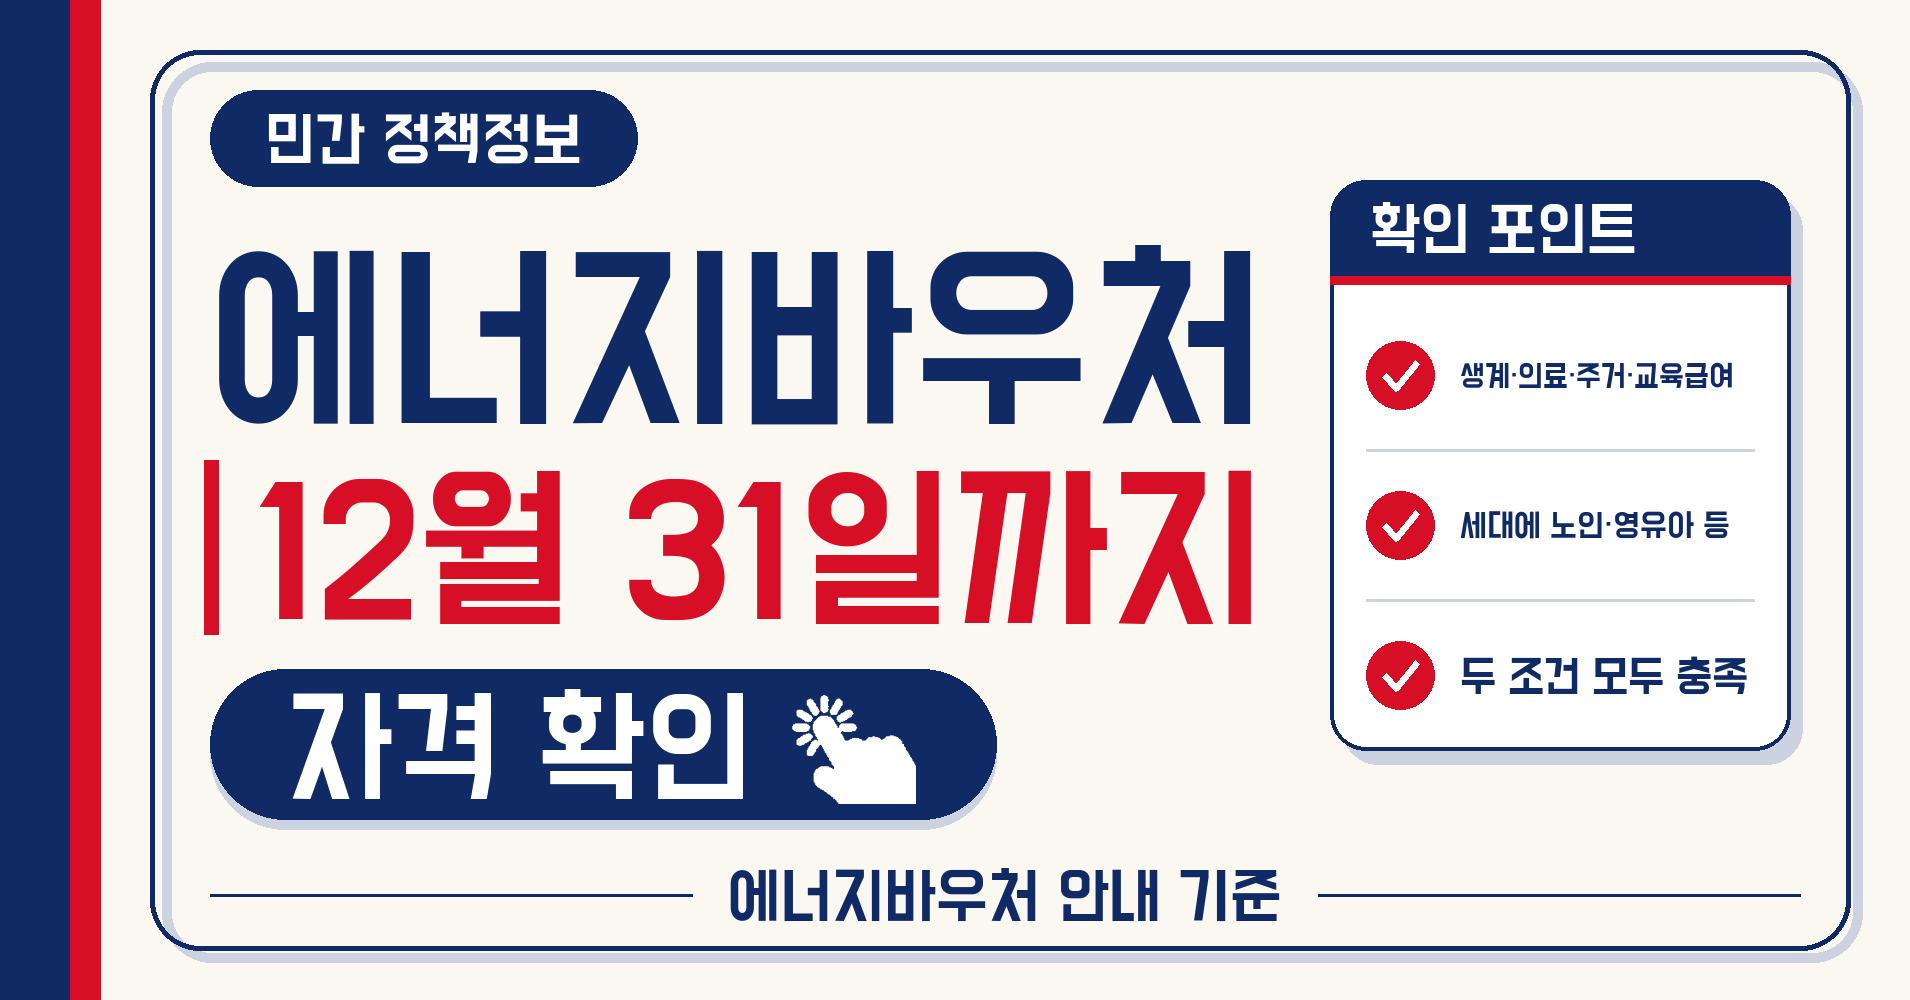 민간 정책정보
에너지바우처
12월 31일까지
자격 확인
확인 포인트
생계·의료·주거·교육급여
세대에 노인·영유아 등
두 조건 모두 충족
에너지바우처 안내 기준